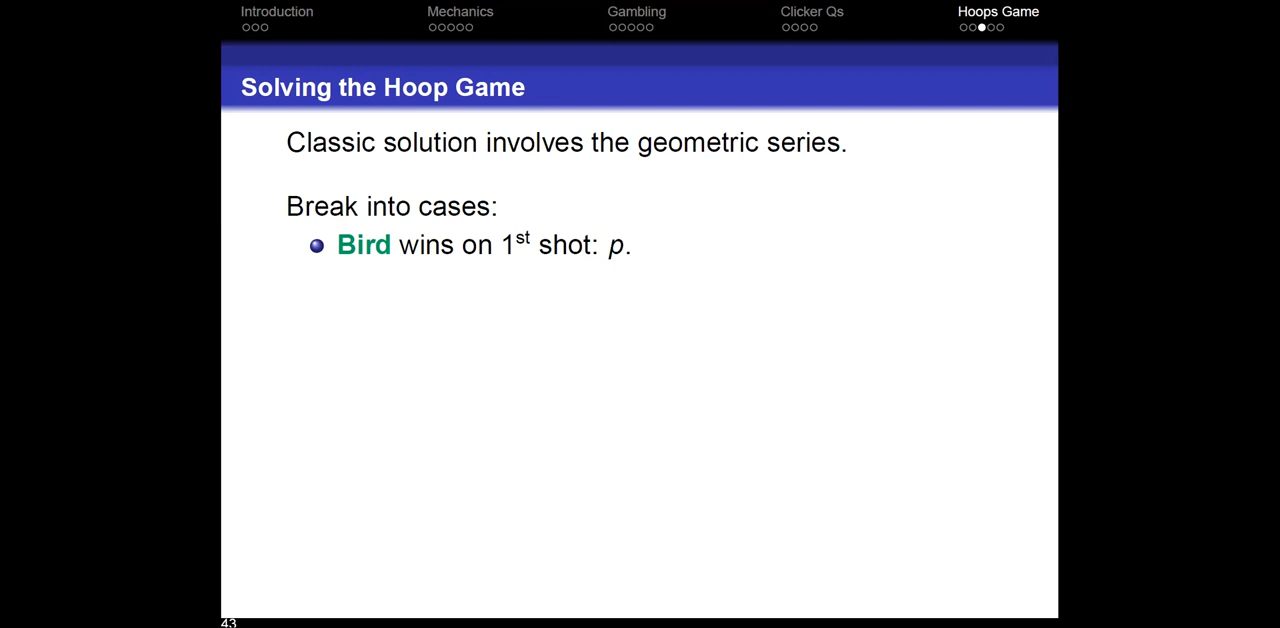 Introduction Mechanics Gambling Clicker Qs Hoops Game
Solving the Hoop Game
Classic solution involves the geometric series.
Break into cases:
Bird wins on 1st shot: p.
43